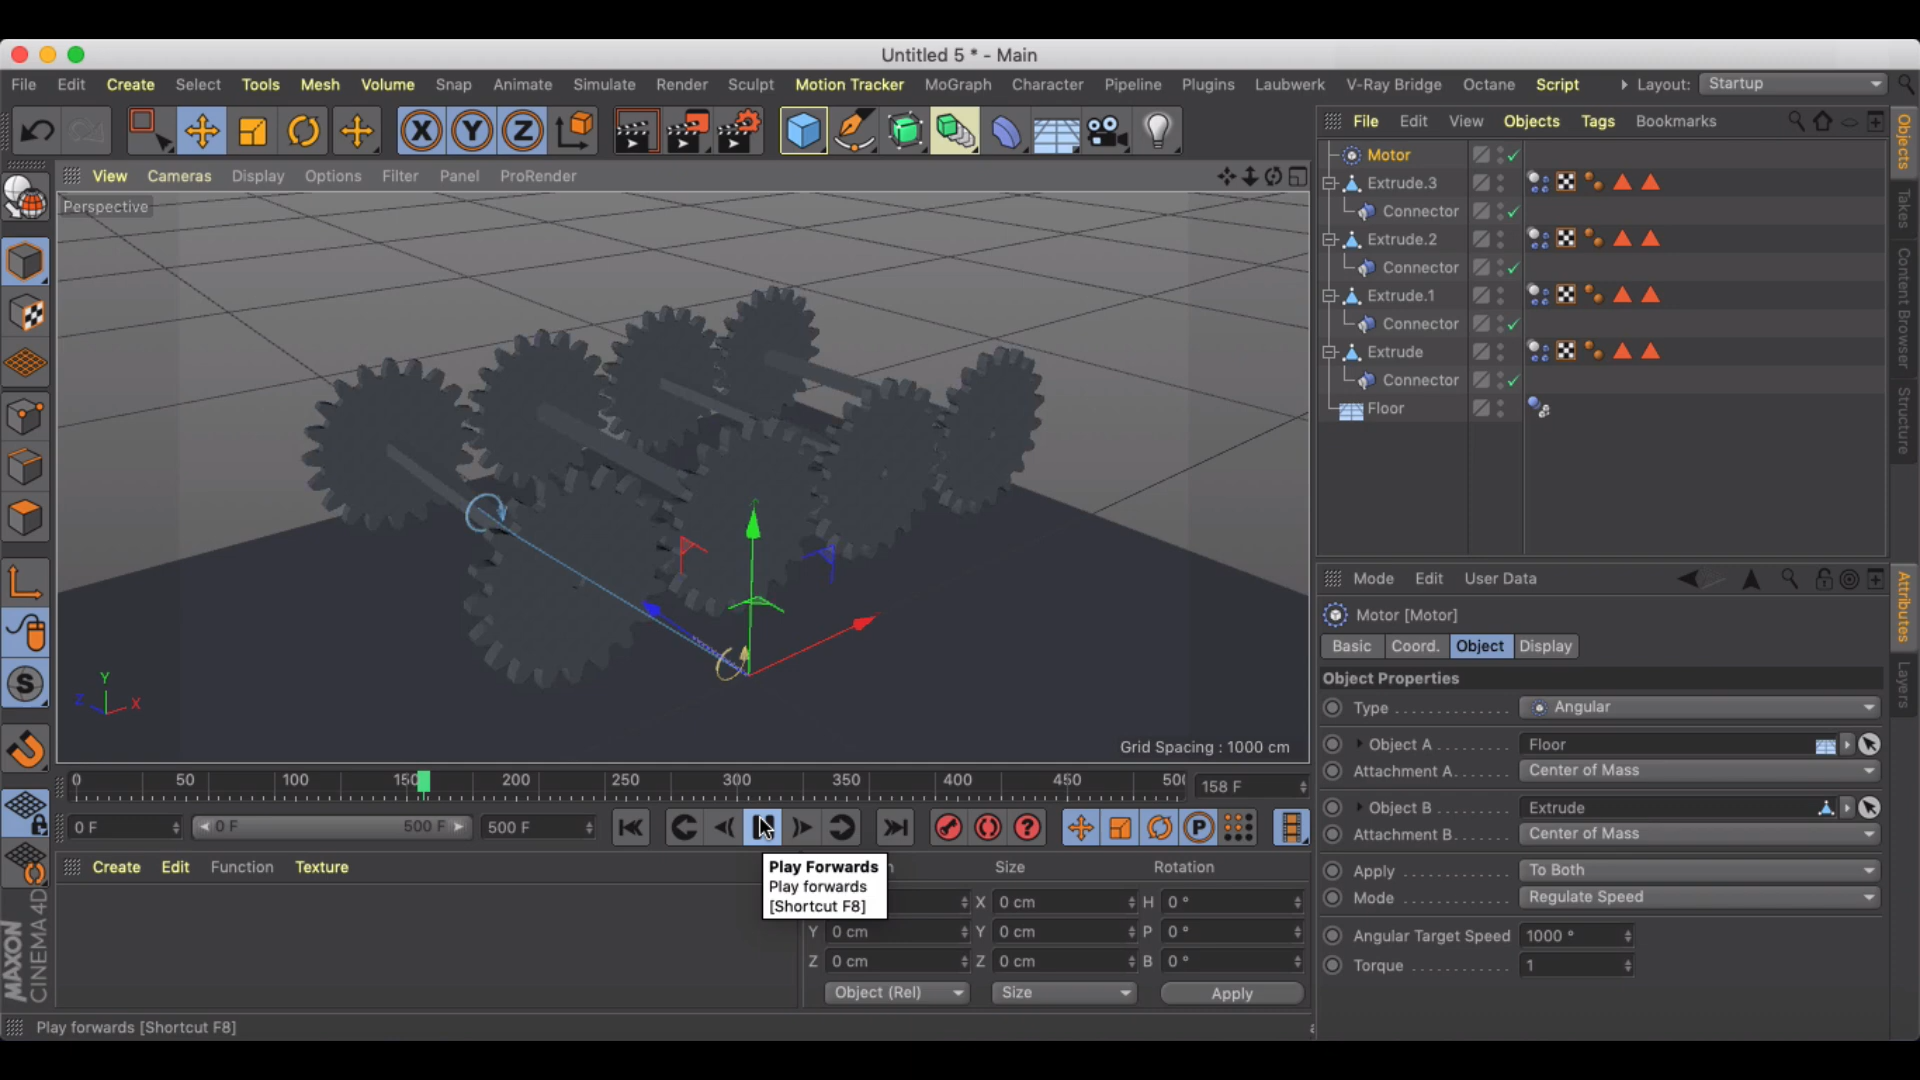 Untitled 5 * - Main
File Edit Create Select Tools Mesh Volume Snap Animate Simulate Render Sculpt Motion Tracker MoGraph Character Pipeline Plugins Laubwerk V-Ray Bridge Octane Script Layout: Startup
X Y Z
File Edit View Objects Tags Bookmarks
View Cameras Display Options Filter Panel ProRender
Perspective
Motor
Extrude.3
Connector
Extrude.2
Connector
Extrude.1
Connector
Extrude
Connector
Floor
Objects
Takes
Content Browser
Structure
Y
Z X
Grid Spacing : 1000 cm
S
0 50 100 150 200 250 300 350 400 450 500
158 F
0 F 0 F 500 F 500 F
P
Create Edit Function Texture
Size Rotation
Play Forwards
Play forwards
[Shortcut F8]
X 0 cm H 0 °
Y 0 cm Y 0 cm P 0 °
Z 0 cm Z 0 cm B 0 °
Object (Rel) Size Apply
MAXON
CINEMA 4D
Play forwards [Shortcut F8]
Mode Edit User Data
Motor [Motor]
Basic Coord. Object Display
Object Properties
Type . . . . . . . . . . . . . Angular
Object A . . . . . . . . Floor
Attachment A. . . . . . Center of Mass
Object B . . . . . . . . Extrude
Attachment B. . . . . . Center of Mass
Apply . . . . . . . . . . . . To Both
Mode . . . . . . . . . . . . Regulate Speed
Angular Target Speed 1000 °
Torque . . . . . . . . . . . 1
Attributes
Layers